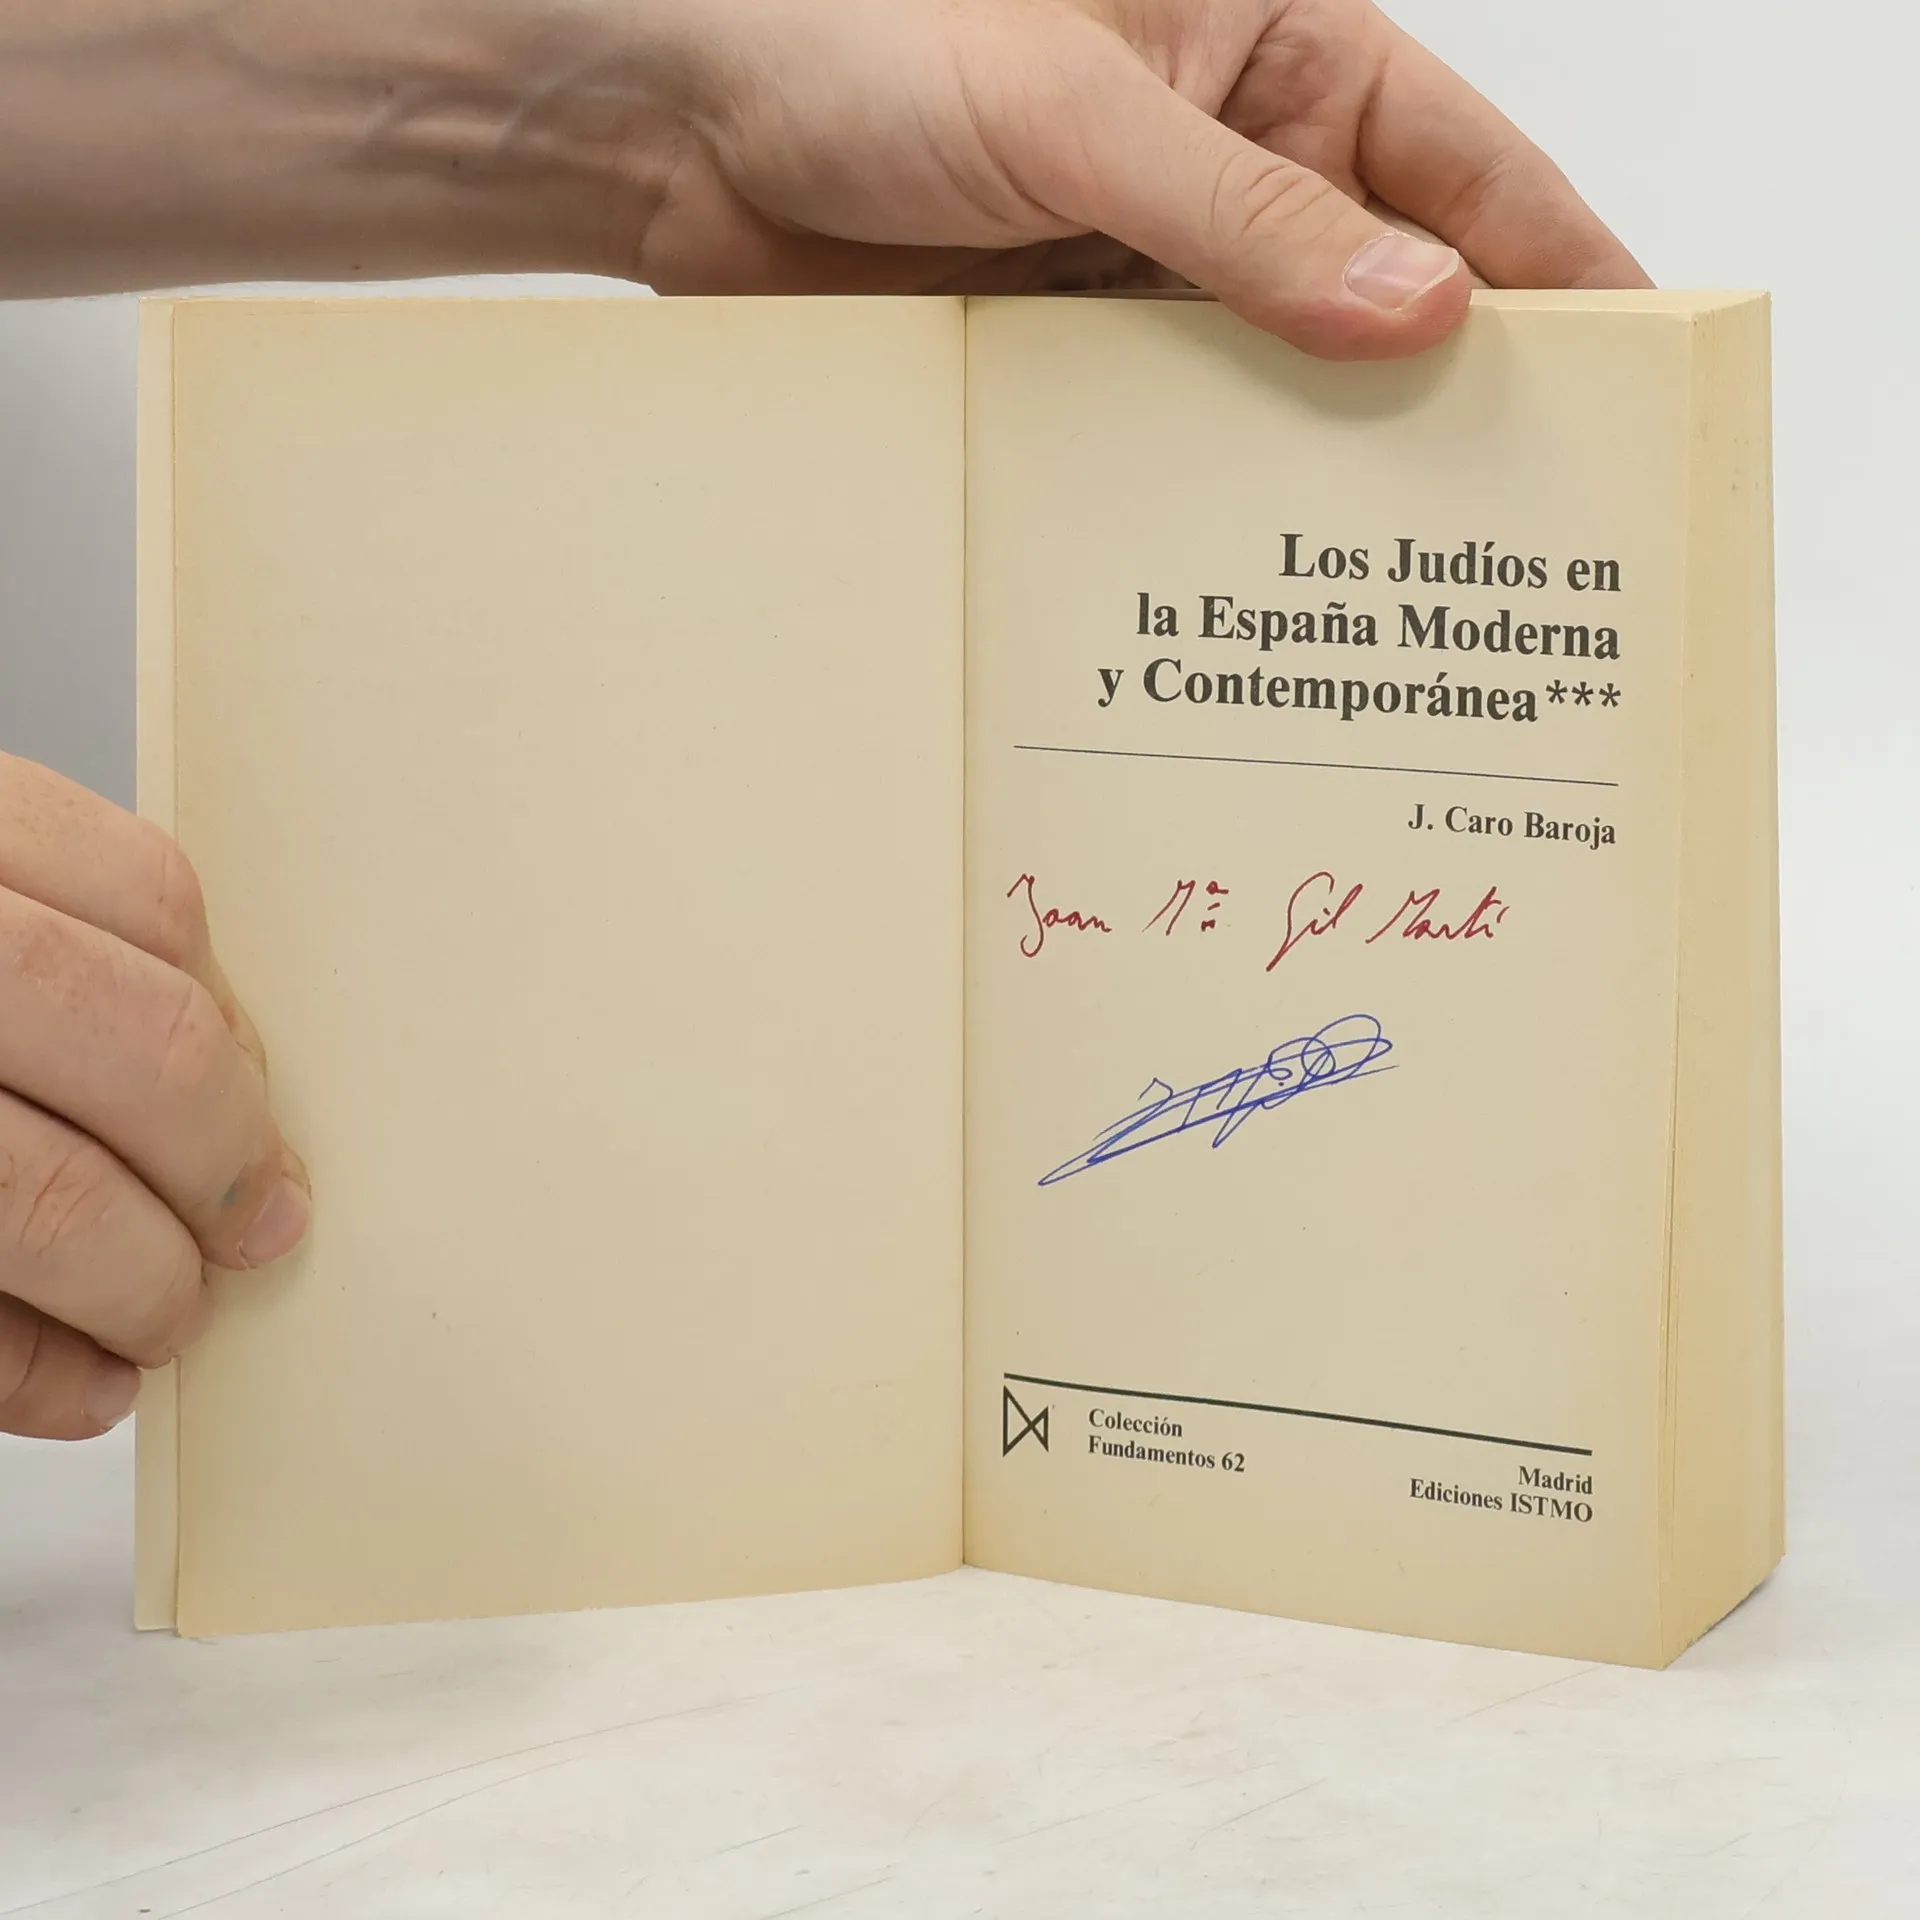 Los Judíos en
la España Moderna
y Contemporánea***
J. Caro Baroja
Joan Mª Gil Martí
Colección
Fundamentos 62
Madrid
Ediciones ISTMO